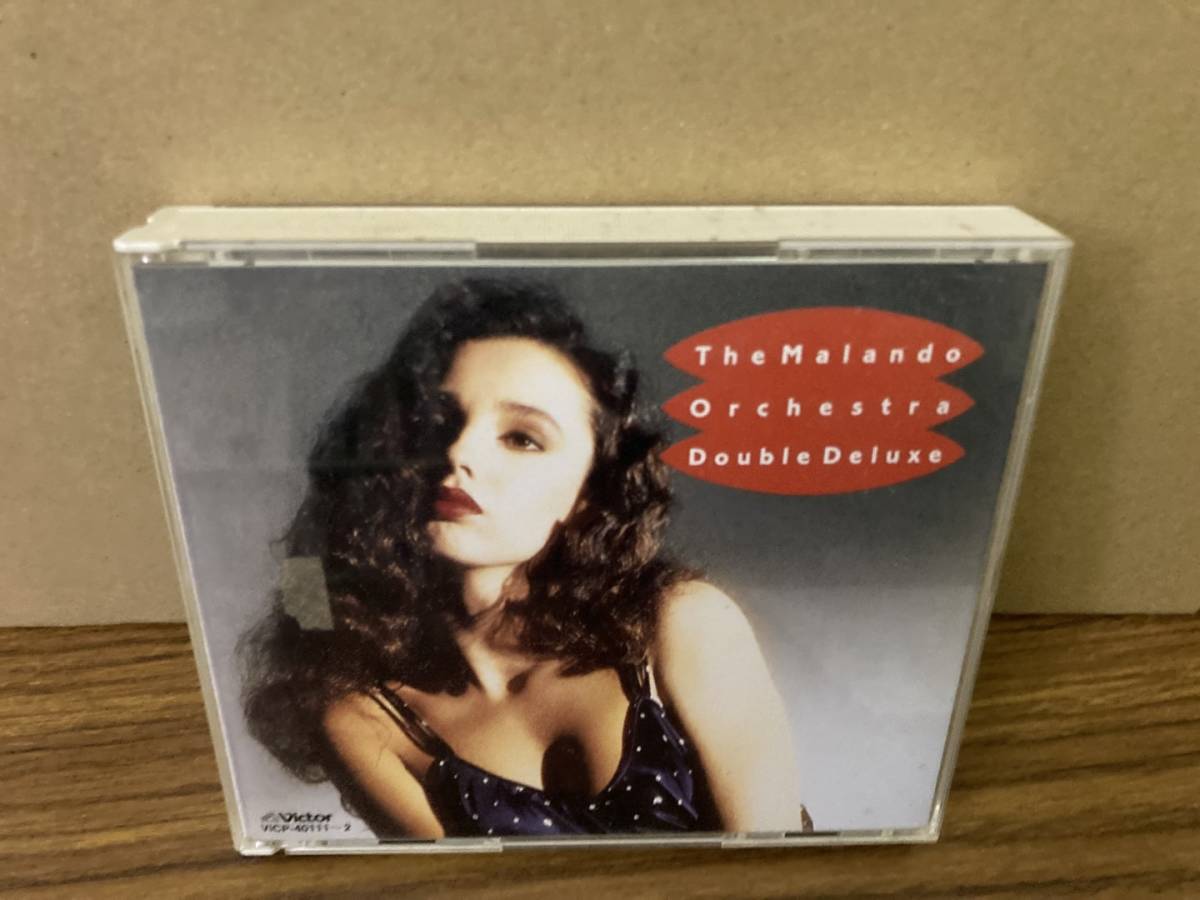 The Malando
Orchestra
Double Deluxe
Victor
VICP-40111~2